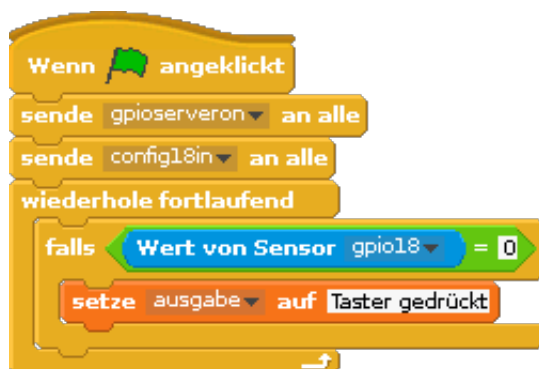 Wenn angeklickt
sende gpioserveron an alle
sende config18in an alle
wiederhole fortlaufend
falls Wert von Sensor gpio18 = 0
setze ausgabe auf Taster gedrückt